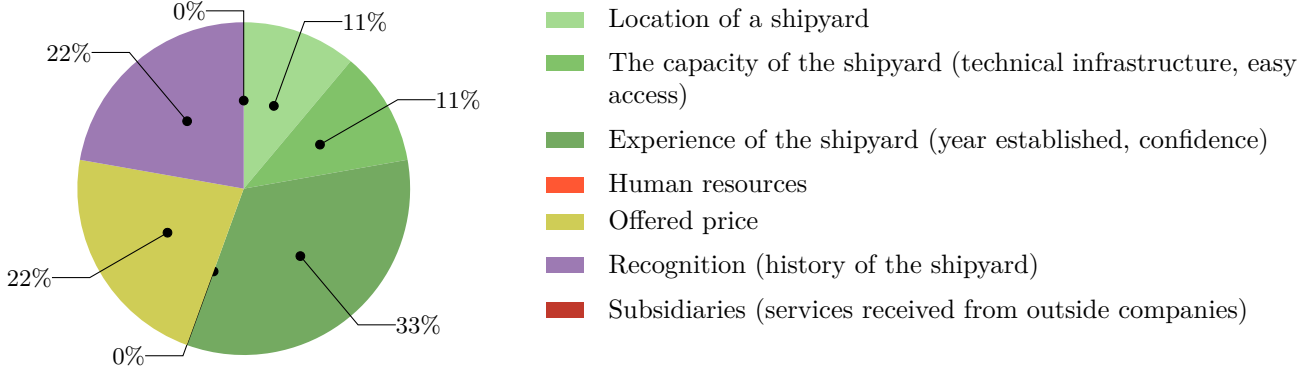 0%
11%
22%
11%
22%
33%
0%
Location of a shipyard
The capacity of the shipyard (technical infrastructure, easy
access)
Experience of the shipyard (year established, confidence)
Human resources
Offered price
Recognition (history of the shipyard)
Subsidiaries (services received from outside companies)